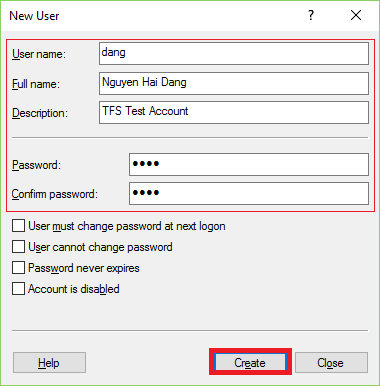 New User
User name: dang
Full name: Nguyen Hai Dang
Description: TFS Test Account
Password: ••••
Confirm password: ••••
User must change password at next logon
User cannot change password
Password never expires
Account is disabled
Help Create Close